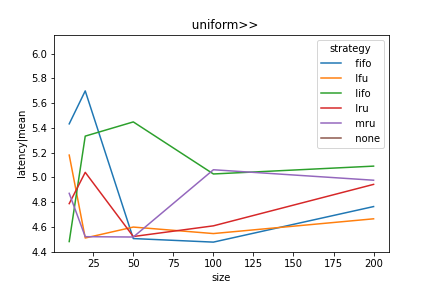 uniform>>
strategy
fifo
lfu
lifo
lru
mru
none
latency|mean
6.0
5.8
5.6
5.4
5.2
5.0
4.8
4.6
4.4
25 50 75 100 125 150 175 200
size